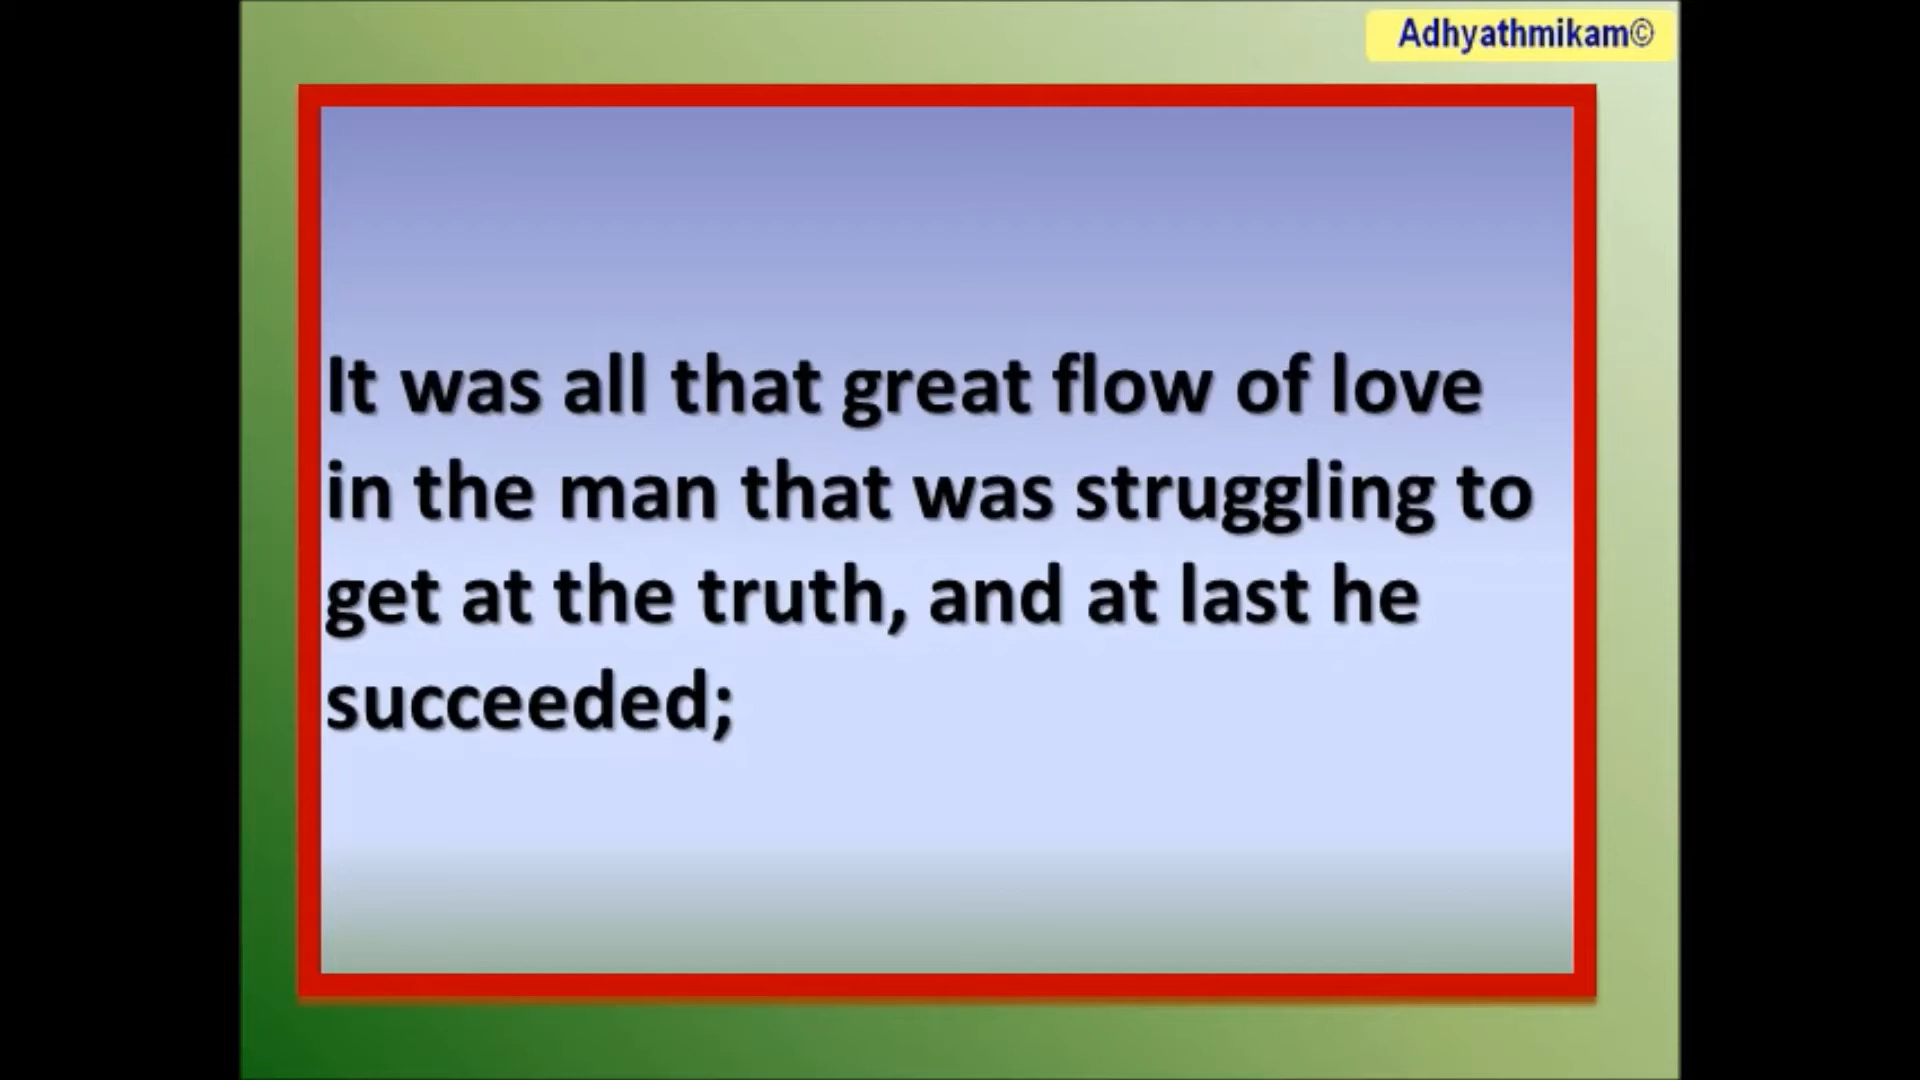 Adhyathmikam©
It was all that great flow of love
in the man that was struggling to
get at the truth, and at last he
succeeded;